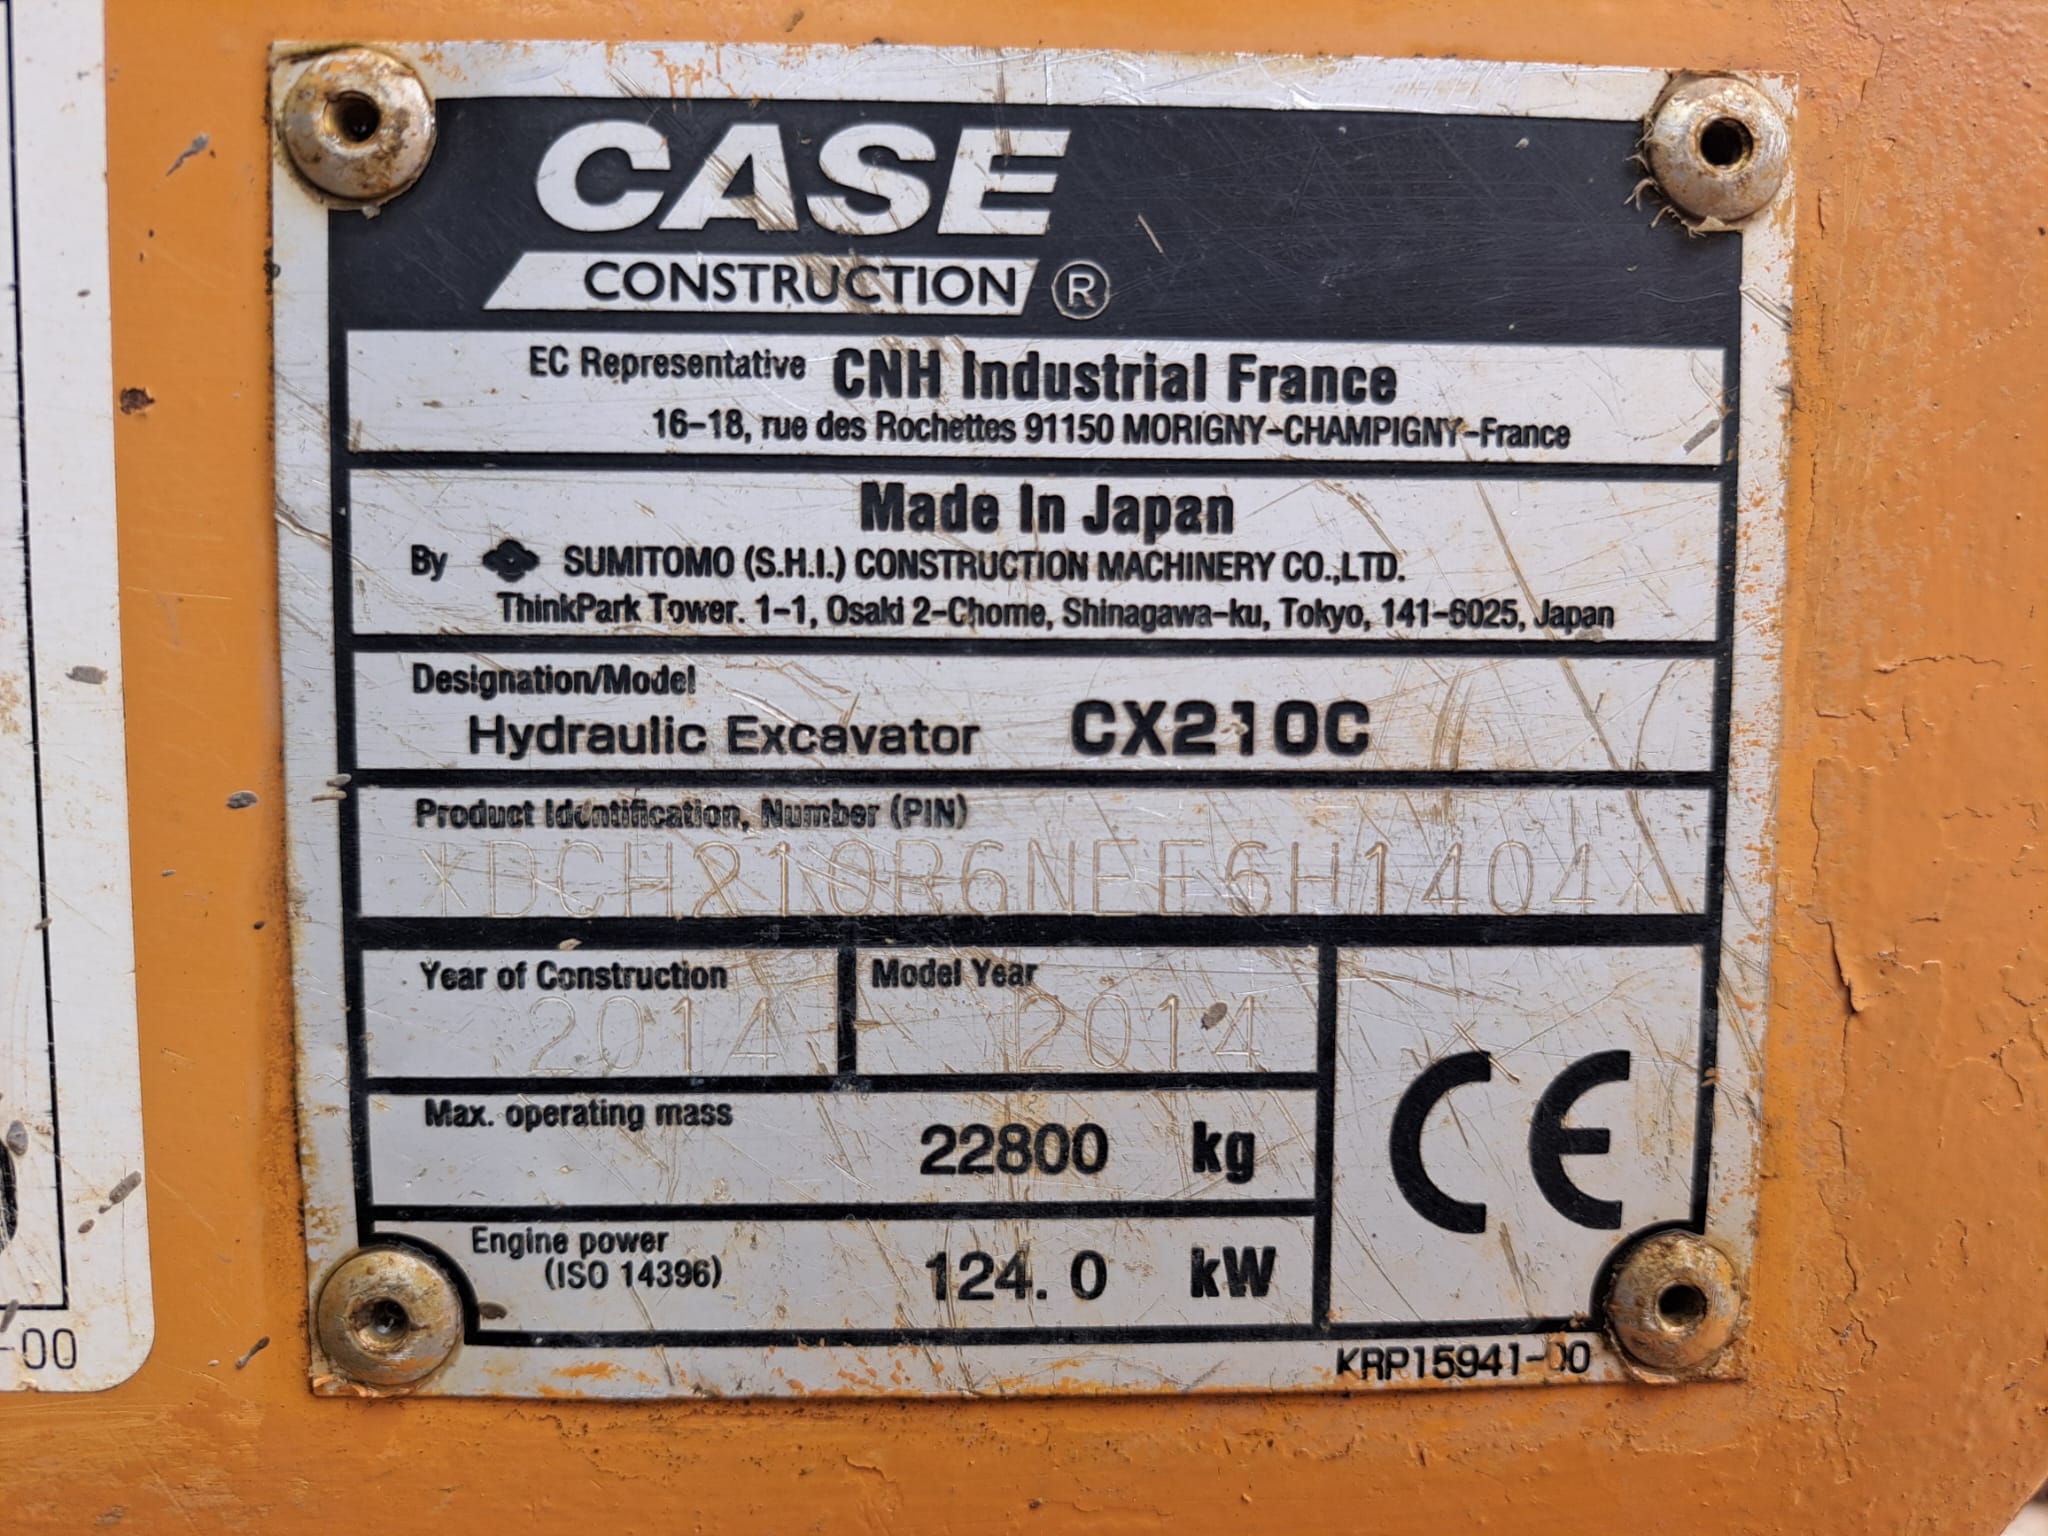 CASE
CONSTRUCTION ®
EC Representative CNH Industrial France
16-18, rue des Rochettes 91150 MORIGNY-CHAMPIGNY-France
Made In Japan
By SUMITOMO (S.H.I.) CONSTRUCTION MACHINERY CO.,LTD.
ThinkPark Tower. 1-1, Osaki 2-Chome, Shinagawa-ku, Tokyo, 141-6025, Japan
Designation/Model
Hydraulic Excavator CX210C
Product Identification, Number (PIN)
*DCH210R6NEE6H1404*
Year of Construction Model Year
2014 2014
Max. operating mass
22800 kg
Engine power
(ISO 14396) 124.0 kW
CE
KRP15941-00
-00